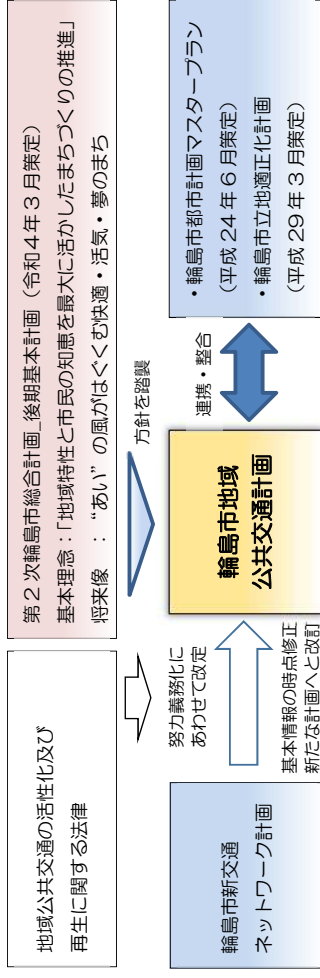 地域公共交通の活性化及び
再生に関する法律
第２次輪島市総合計画_後期基本計画（令和４年３月策定）
基本理念：「地域特性と市民の知恵を最大に活かしたまちづくりの推進」
将来像　：“あい”の風がはぐくむ快適・活気・夢のまち
努力義務化に
あわせて改定
方針を踏襲
輪島市新交通
ネットワーク計画
基本情報の時点修正
新たな計画へと改訂
輪島市地域
公共交通計画
連携・整合
・輪島市都市計画マスタープラン
（平成24年６月策定）
・輪島市立地適正化計画
（平成29年３月策定）